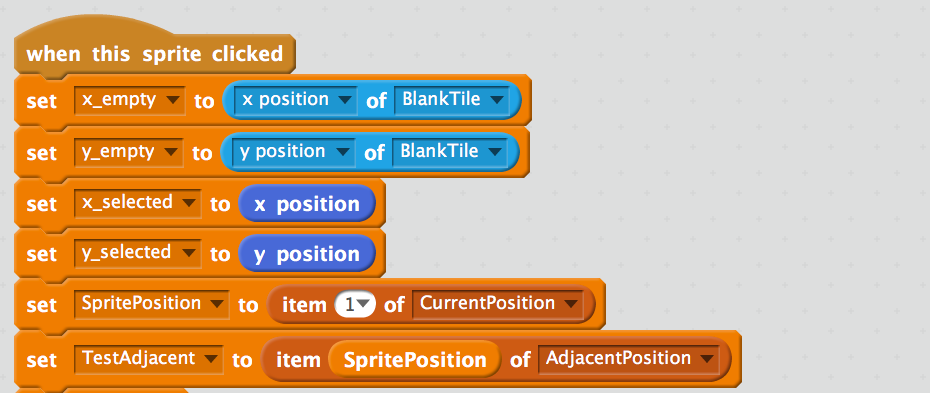 when this sprite clicked
set x_empty to x position of BlankTile
set y_empty to y position of BlankTile
set x_selected to x position
set y_selected to y position
set SpritePosition to item 1 of CurrentPosition
set TestAdjacent to item SpritePosition of AdjacentPosition